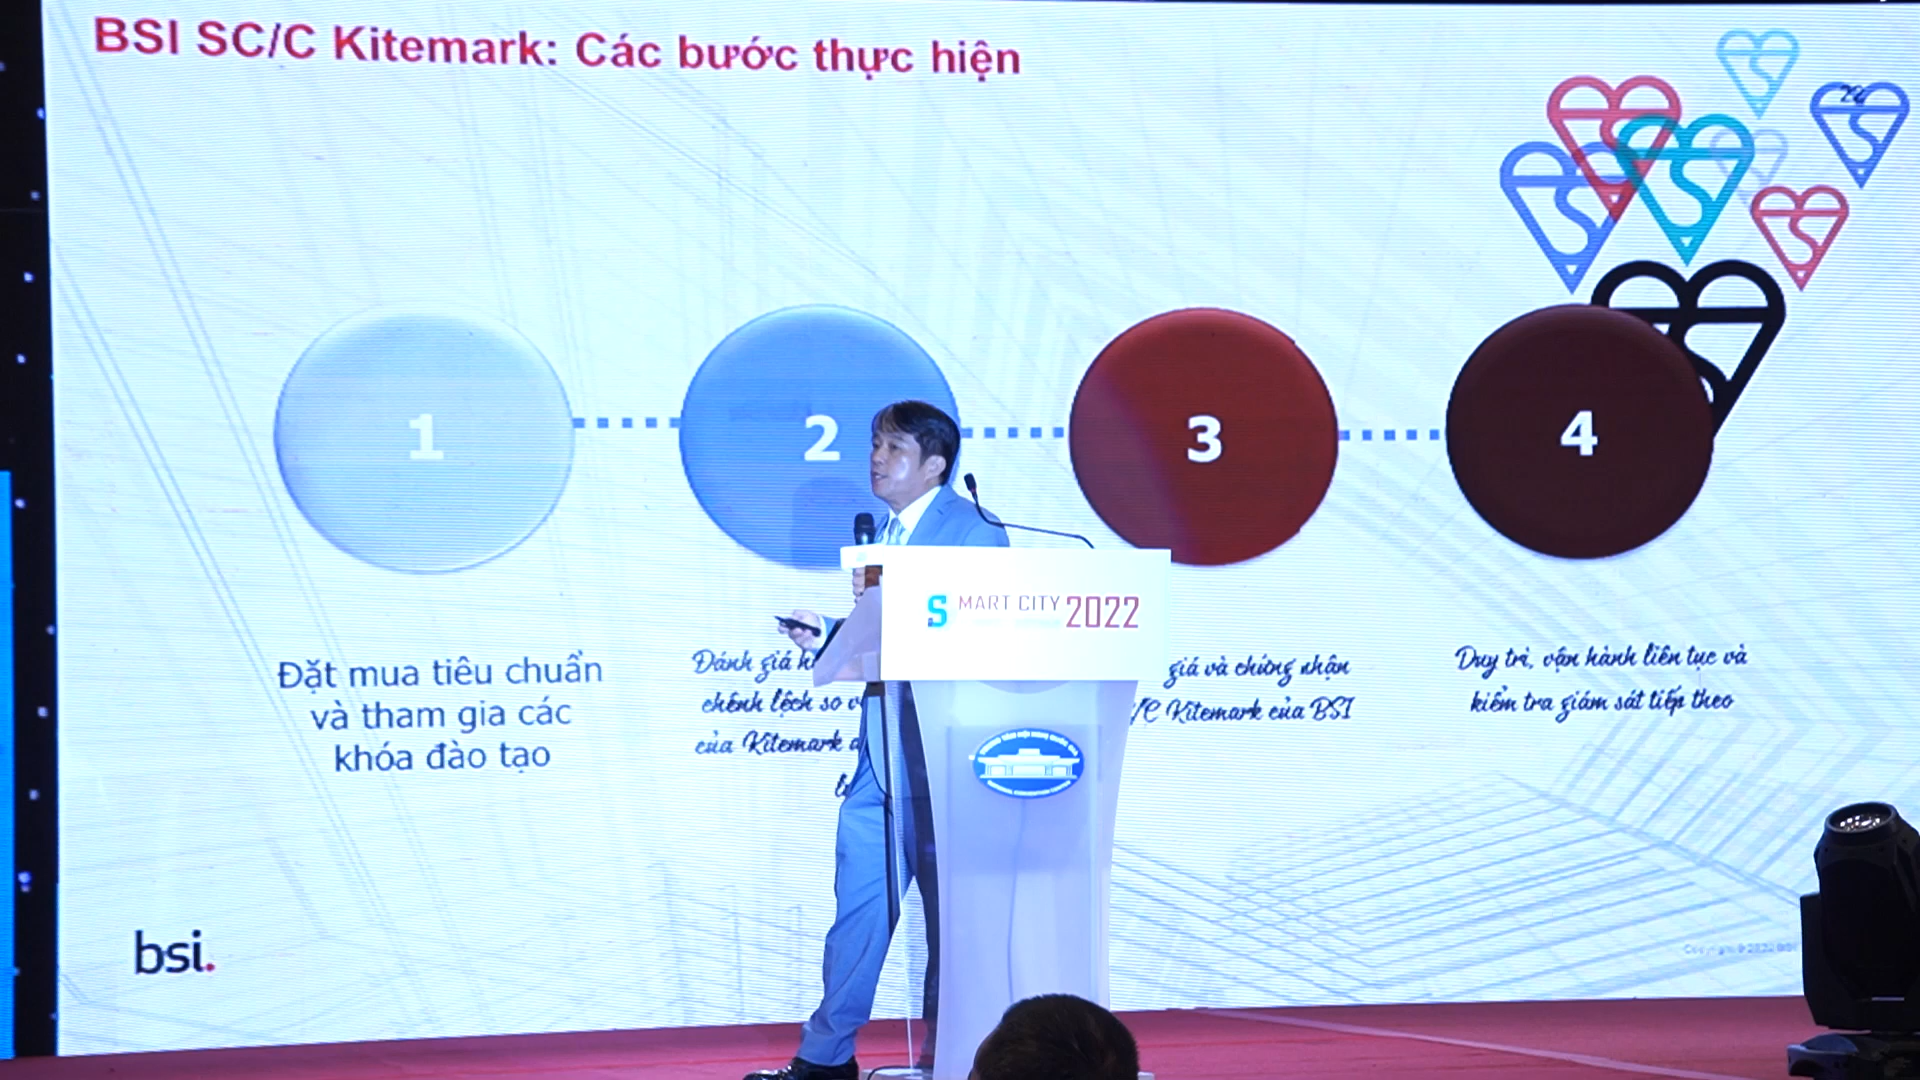 BSI SC/C Kitemark: Các bước thực hiện
1
2
3
4
Đặt mua tiêu chuẩn
và tham gia các
khóa đào tạo
Đánh giá
chênh lệch so
của Kitemark
giá và chứng nhận
/C Kitemark của BSI
Duy trì, vận hành liên tục và
kiểm tra giám sát tiếp theo
SMART CITY 2022
bsi.